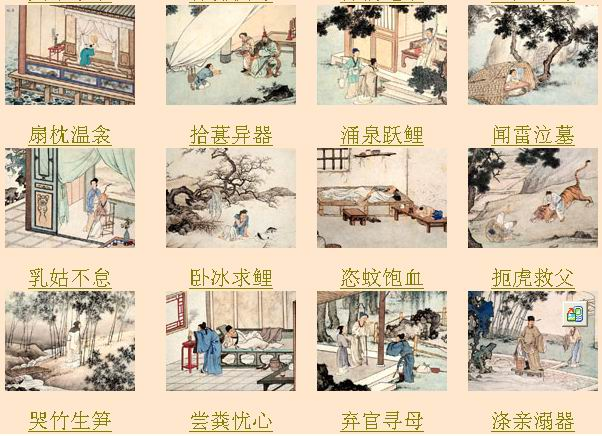 扇枕温衾
拾葚异器
涌泉跃鲤
闻雷泣墓
乳姑不怠
卧冰求鲤
恣蚊饱血
扼虎救父
哭竹生笋
尝粪忧心
弃官寻母
涤亲溺器